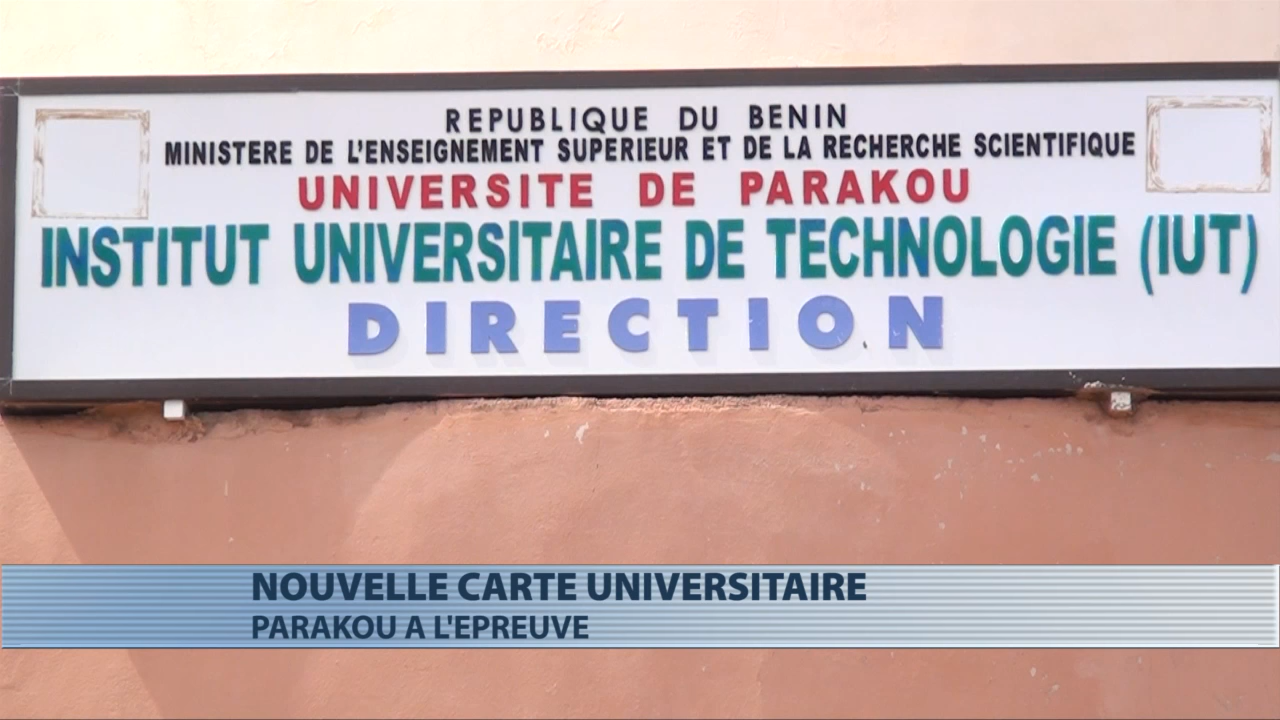 REPUBLIQUE DU BENIN
MINISTERE DE L'ENSEIGNEMENT SUPERIEUR ET DE LA RECHERCHE SCIENTIFIQUE
UNIVERSITE DE PARAKOU
INSTITUT UNIVERSITAIRE DE TECHNOLOGIE (IUT)
DIRECTION
NOUVELLE CARTE UNIVERSITAIRE
PARAKOU A L'EPREUVE